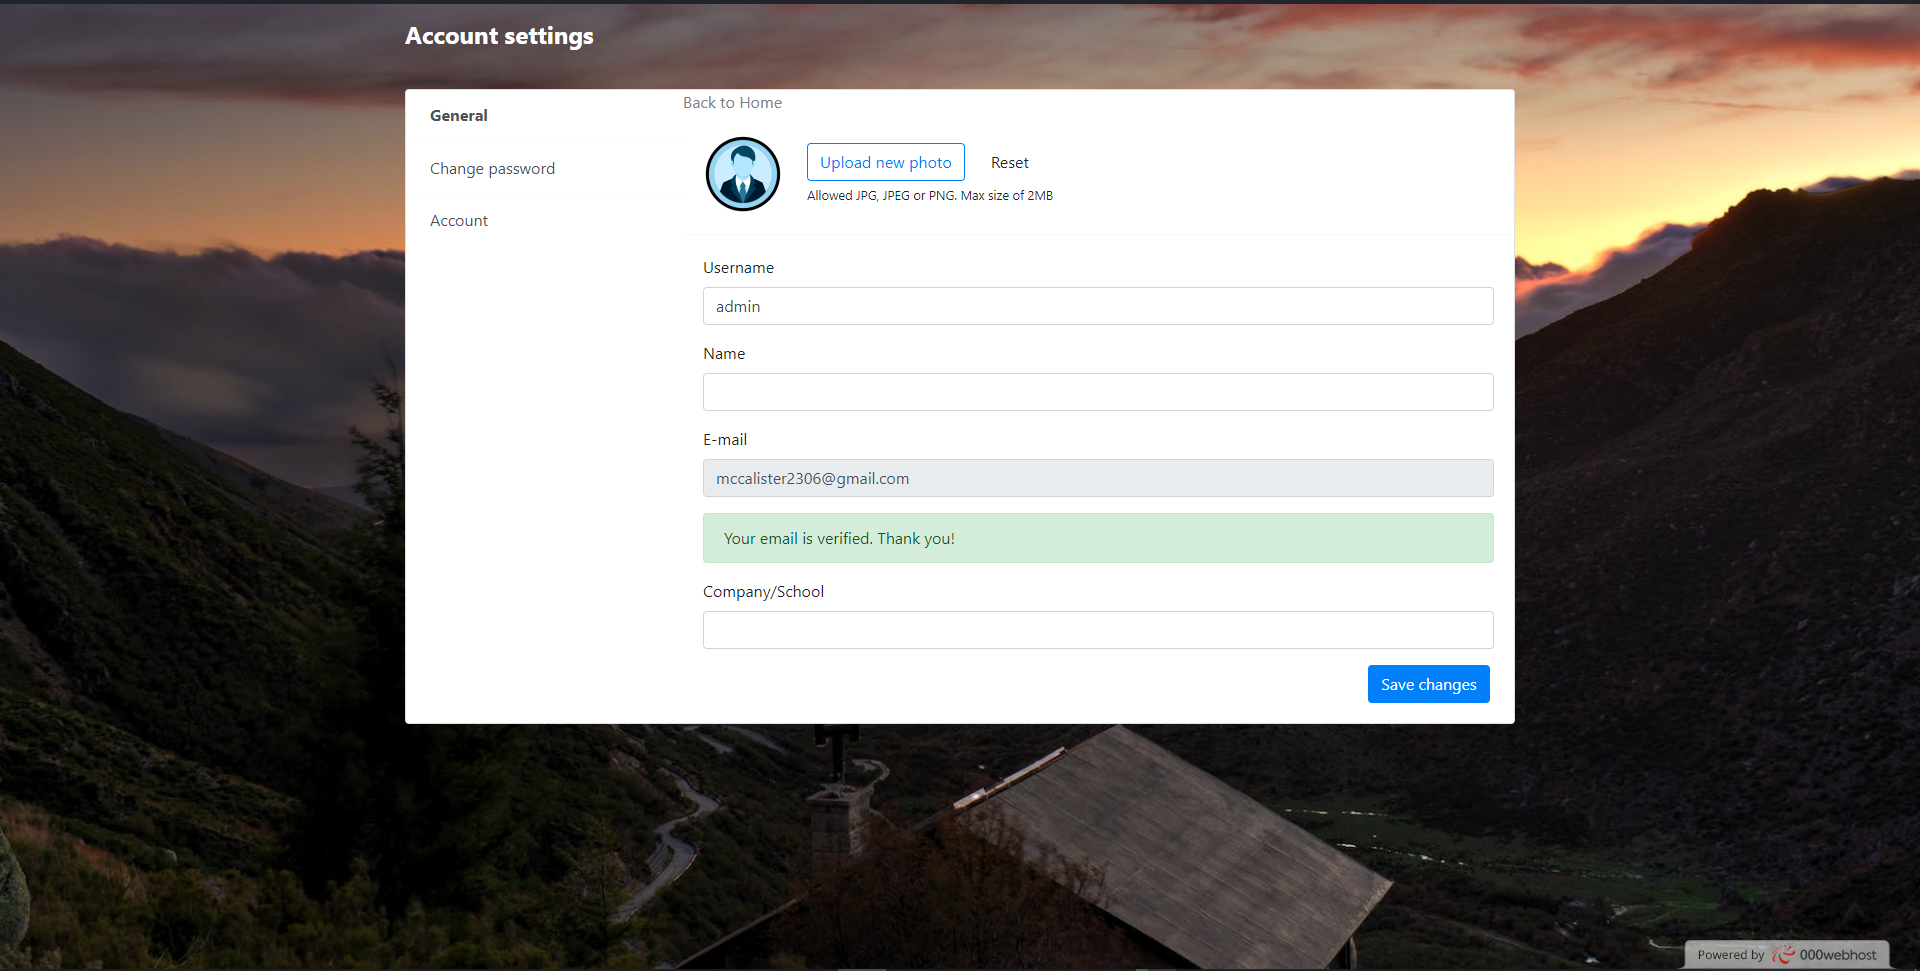 Account settings
General
Change password
Account
Back to Home
Upload new photo
Reset
Allowed JPG, JPEG or PNG. Max size of 2MB
Username
admin
Name
E-mail
mccalister2306@gmail.com
Your email is verified. Thank you!
Company/School
Save changes
Powered by 000webhost